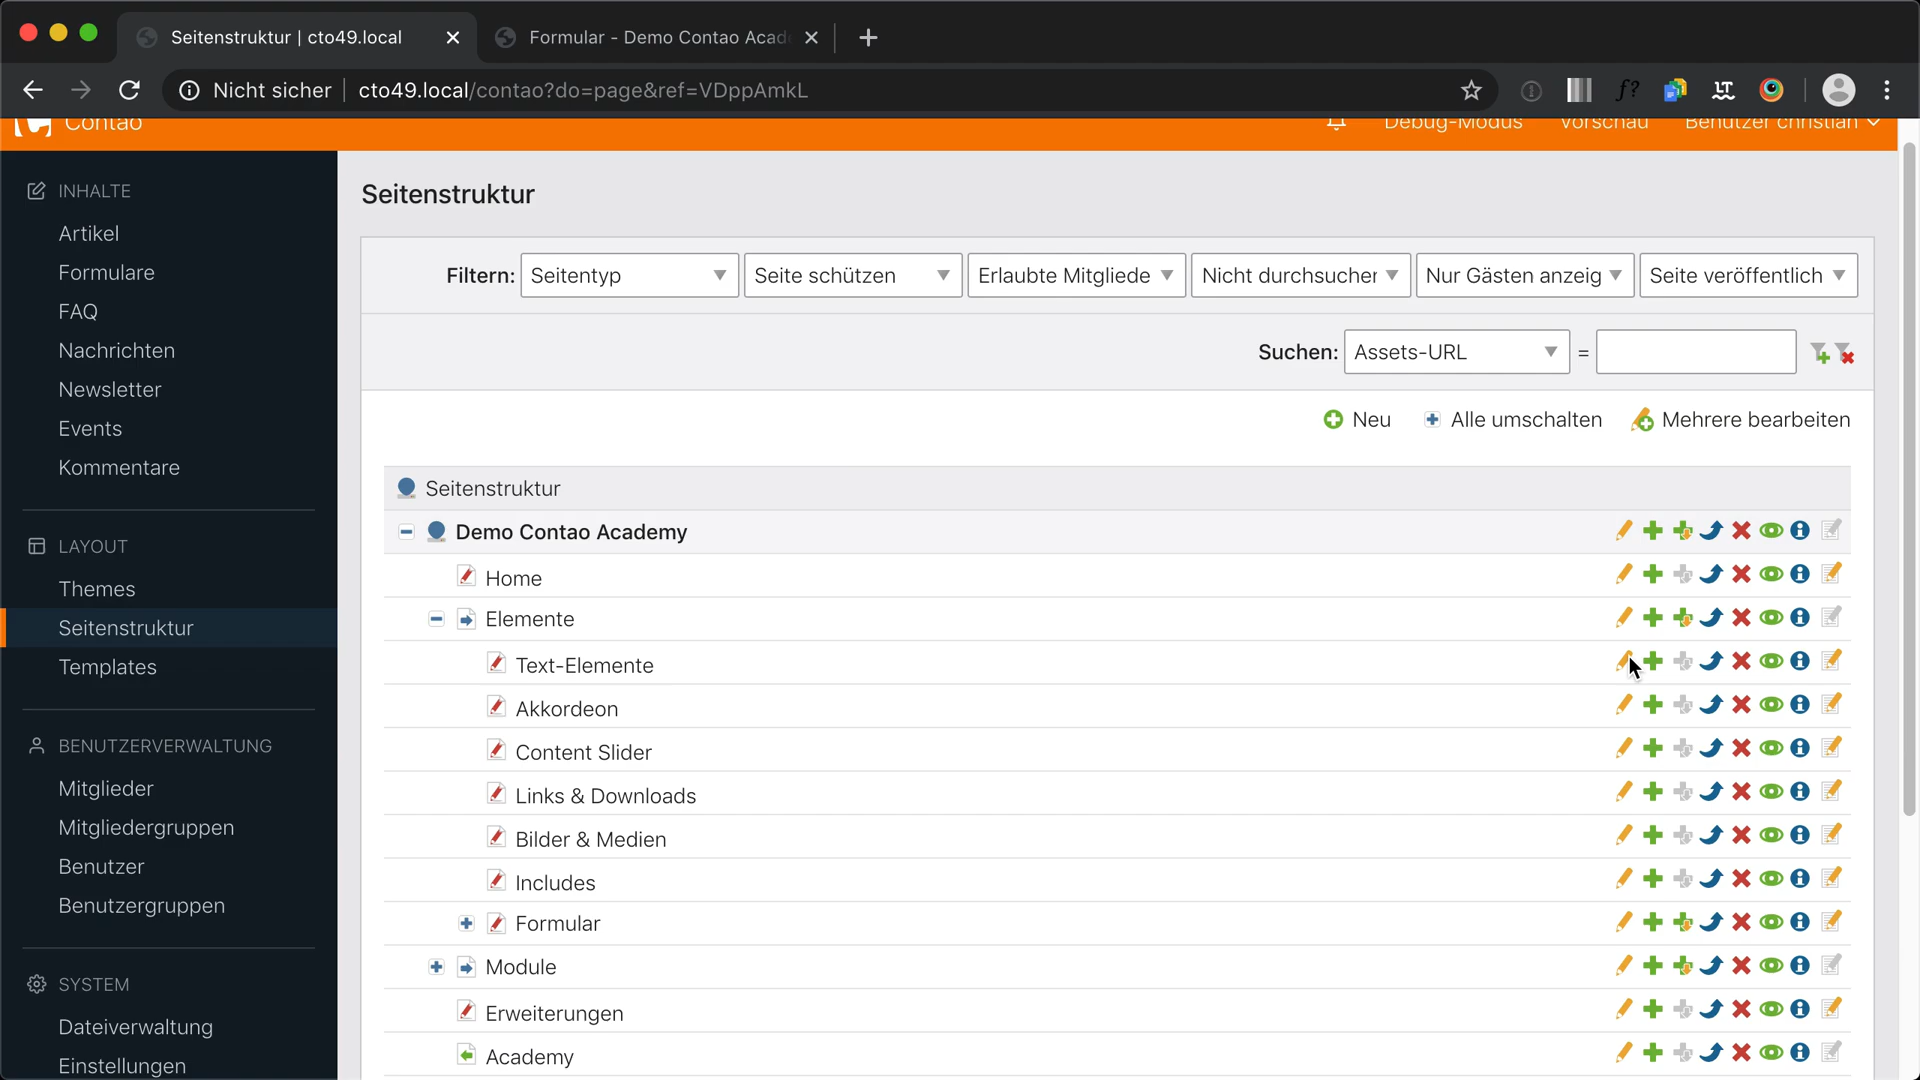 Seitenstruktur | cto49.local
Formular - Demo Contao Acad
Nicht sicher
cto49.local/contao?do=page&ref=VDppAmkL
Contao
Debug-Modus
Vorschau
Benutzer christian
INHALTE
Artikel
Formulare
FAQ
Nachrichten
Newsletter
Events
Kommentare
LAYOUT
Themes
Seitenstruktur
Templates
BENUTZERVERWALTUNG
Mitglieder
Mitgliedergruppen
Benutzer
Benutzergruppen
SYSTEM
Dateiverwaltung
Einstellungen
Seitenstruktur
Filtern: Seitentyp Seite schützen Erlaubte Mitgliede Nicht durchsucher Nur Gästen anzeig Seite veröffentlich
Suchen: Assets-URL =
Neu Alle umschalten Mehrere bearbeiten
Seitenstruktur
Demo Contao Academy
Home
Elemente
Text-Elemente
Akkordeon
Content Slider
Links & Downloads
Bilder & Medien
Includes
Formular
Module
Erweiterungen
Academy